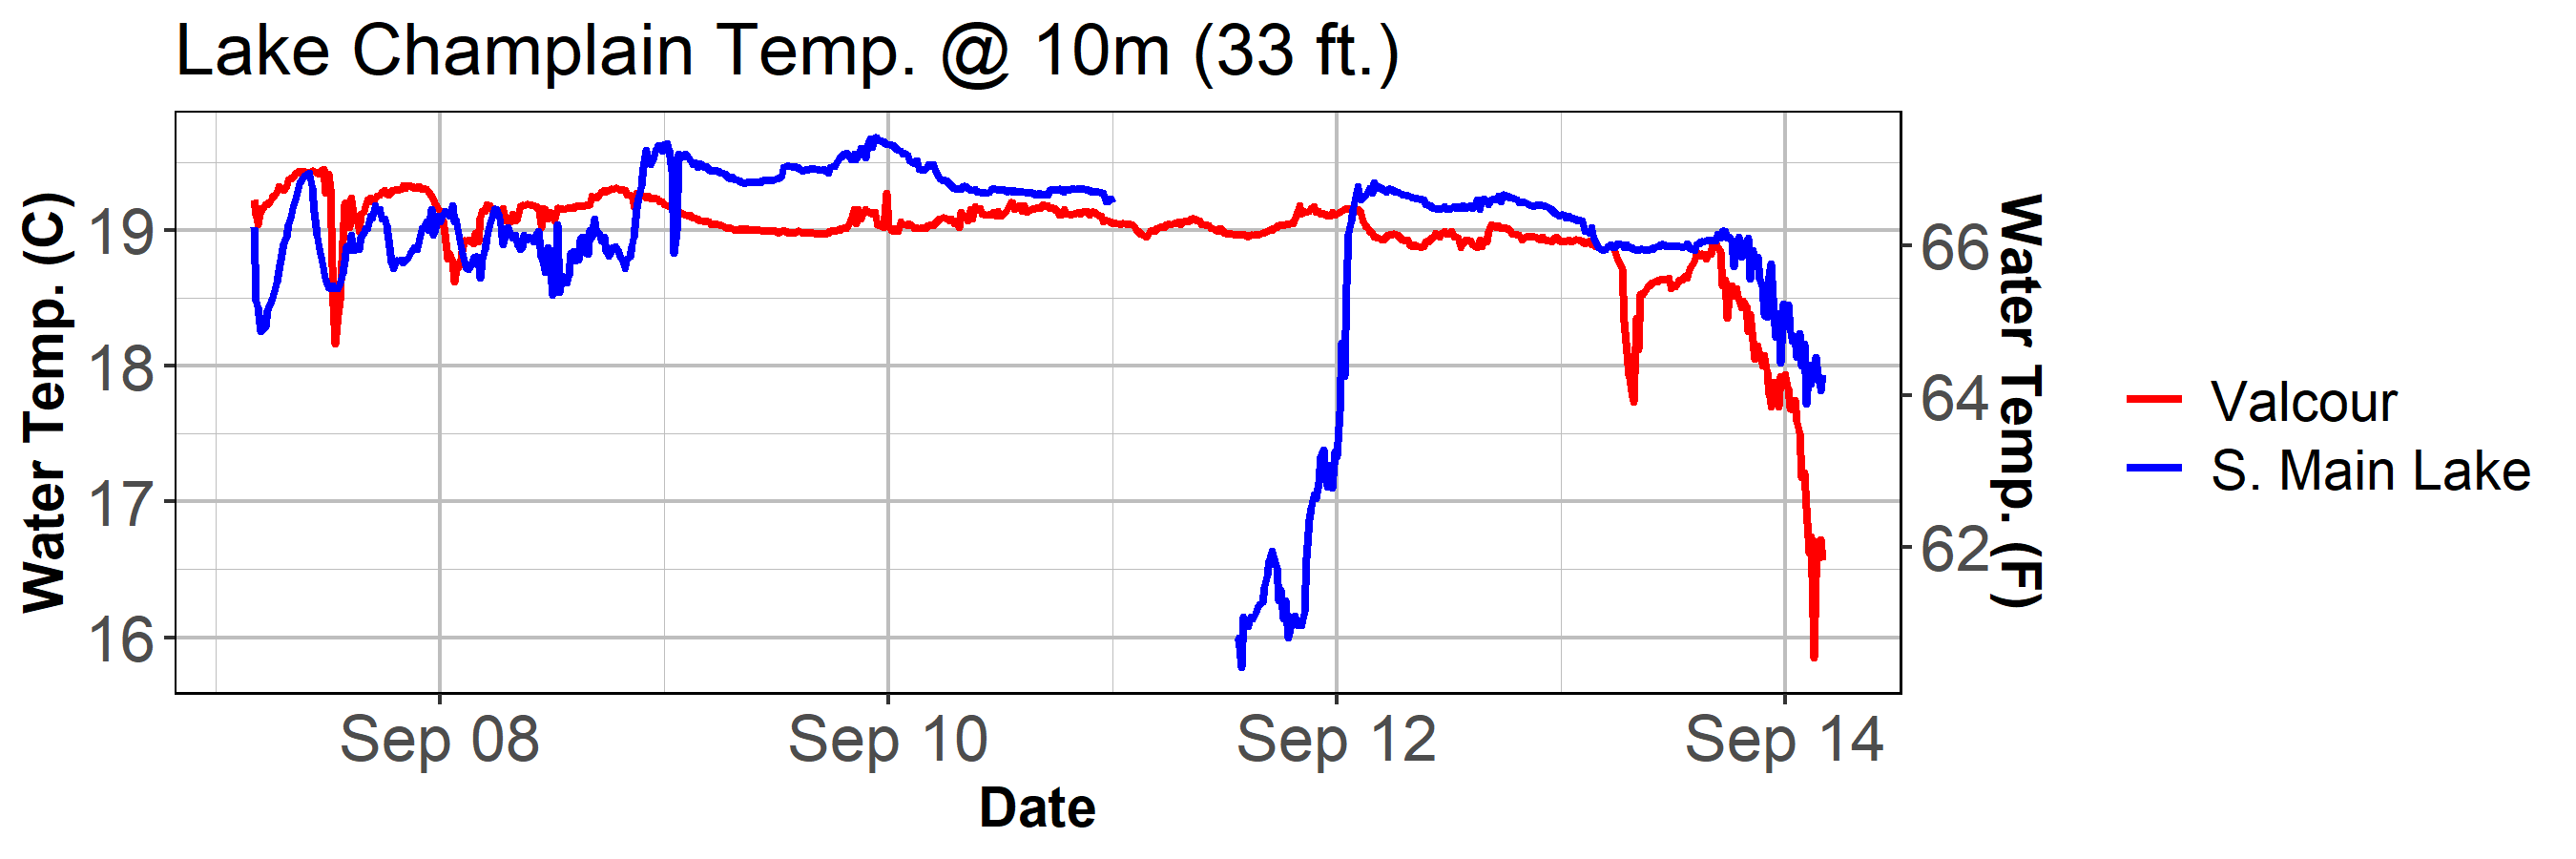 Lake Champlain Temp. @ 10m (33 ft.)
Water Temp. (C)
19
18
17
16
66
64
62
Water Temp. (F)
Valcour
S. Main Lake
Sep 08
Sep 10
Sep 12
Sep 14
Date